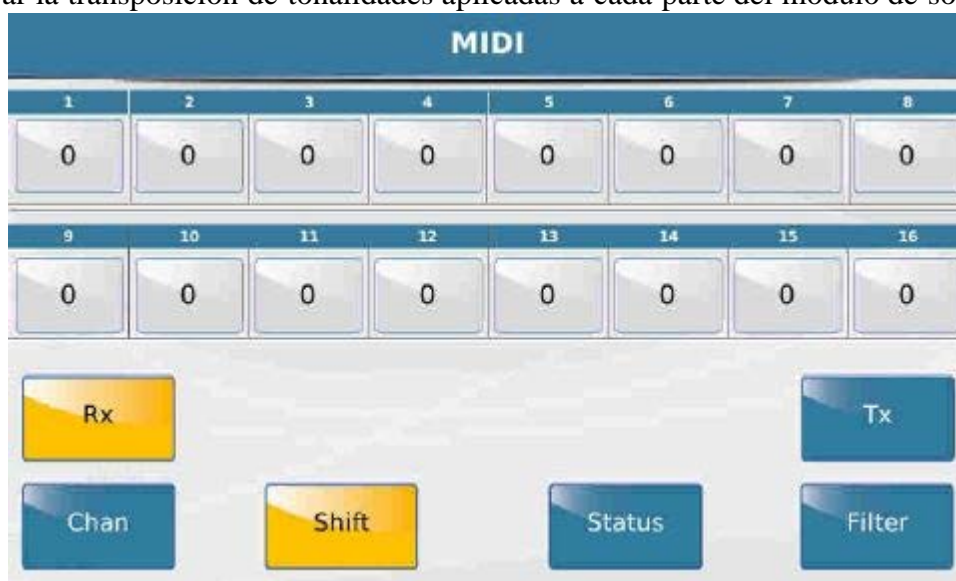 la transposición de tonalidades aplicadas a cada parte del módulo de
MIDI
1 2 3 4 5 6 7 8
0 0 0 0 0 0 0 0
9 10 11 12 13 14 15 16
0 0 0 0 0 0 0 0
Rx Tx
Chan Shift Status Filter